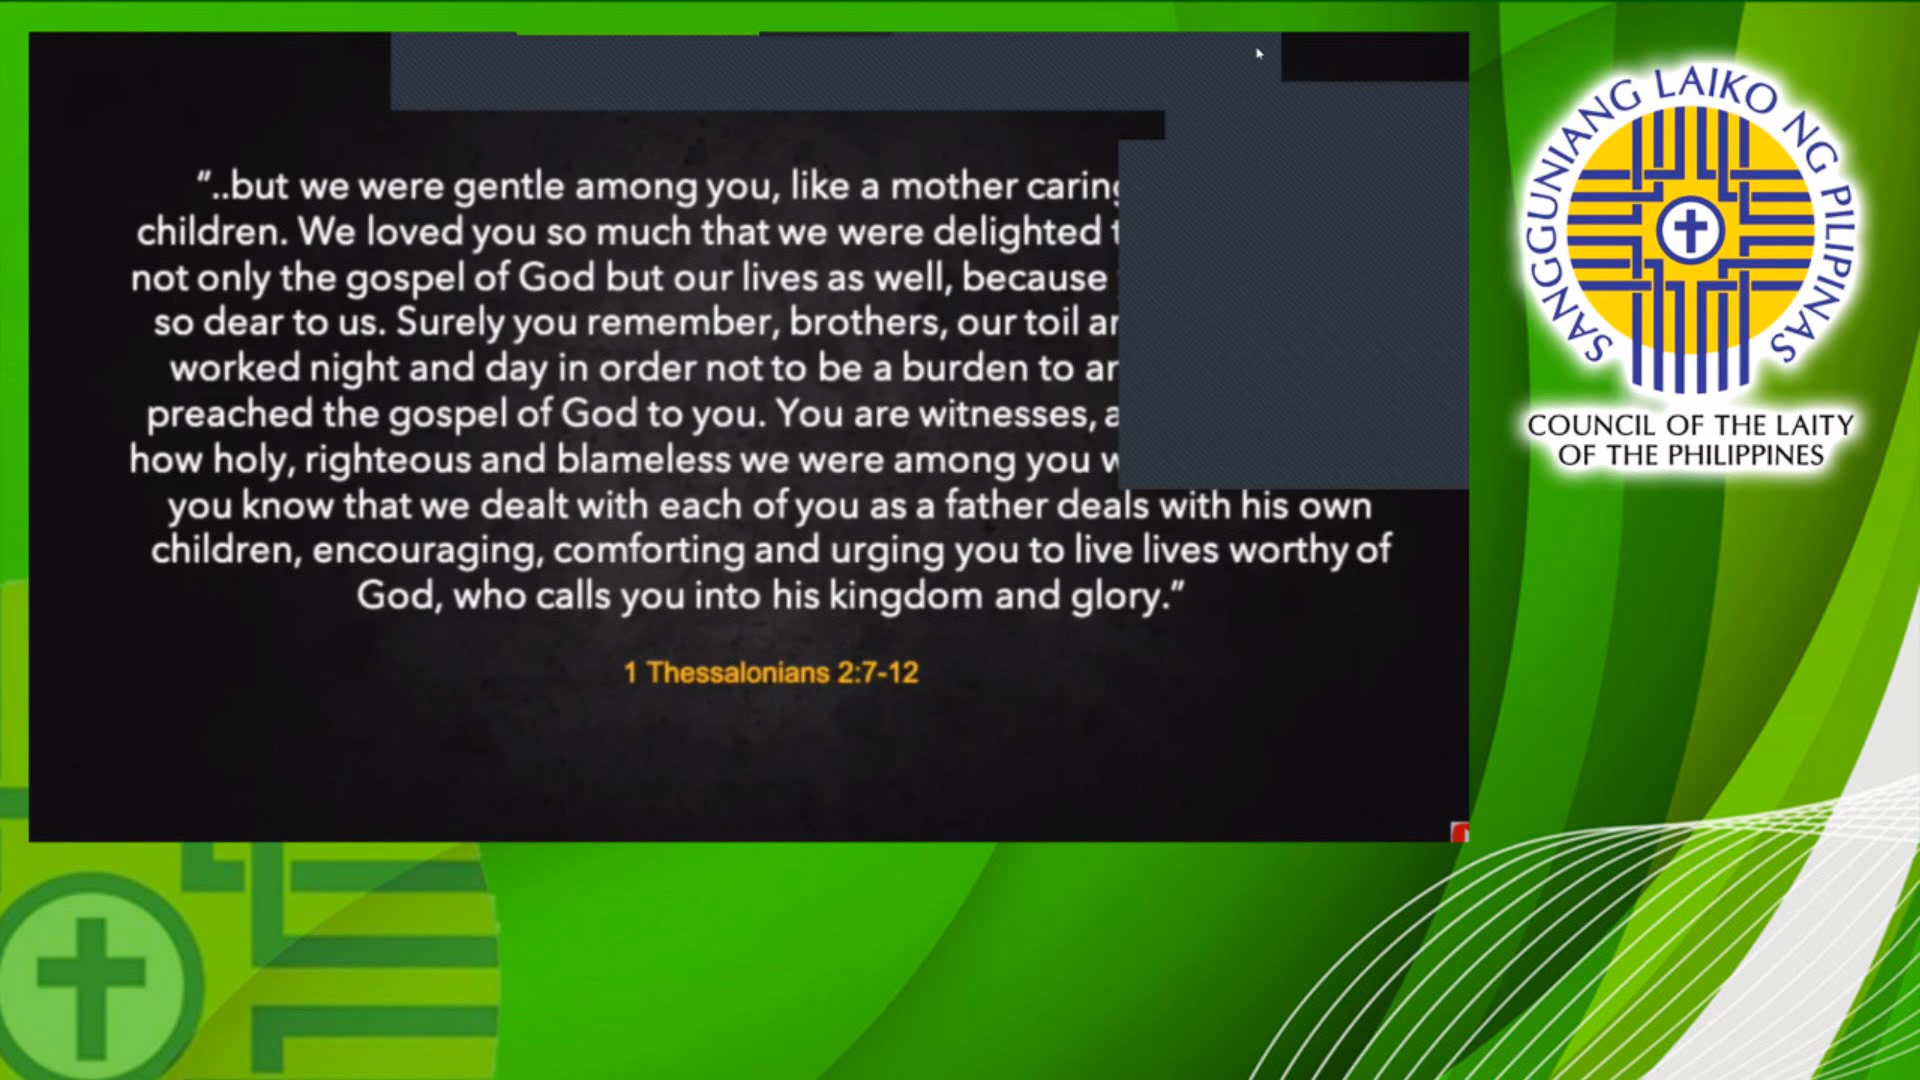 “..but we were gentle among you, like a mother caring
children. We loved you so much that we were delighted
not only the gospel of God but our lives as well, because
so dear to us. Surely you remember, brothers, our toil
worked night and day in order not to be a burden to
preached the gospel of God to you. You are witnesses,
how holy, righteous and blameless we were among you
you know that we dealt with each of you as a father deals with his own
children, encouraging, comforting and urging you to live lives worthy of
God, who calls you into his kingdom and glory.”
1 Thessalonians 2:7-12
SANGGUNIANG LAIKO NG PILIPINAS
COUNCIL OF THE LAITY
OF THE PHILIPPINES